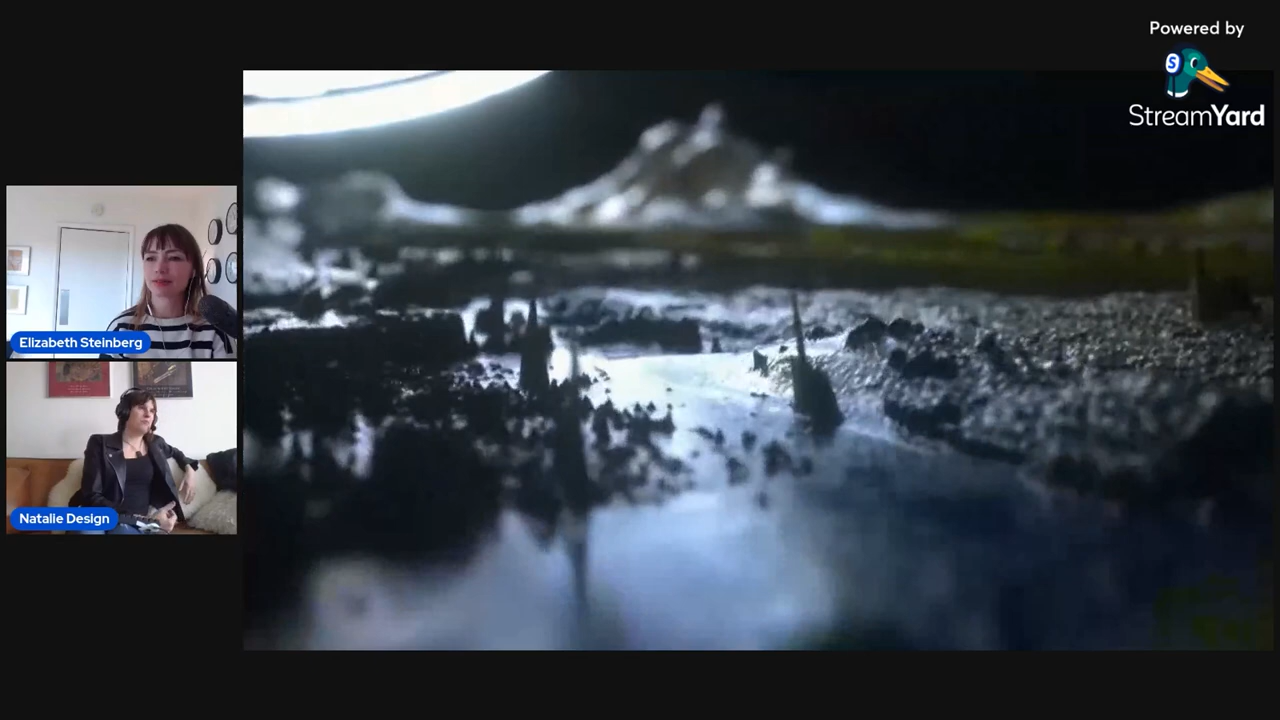 Powered by
S
StreamYard
Elizabeth Steinberg
Natalie Design